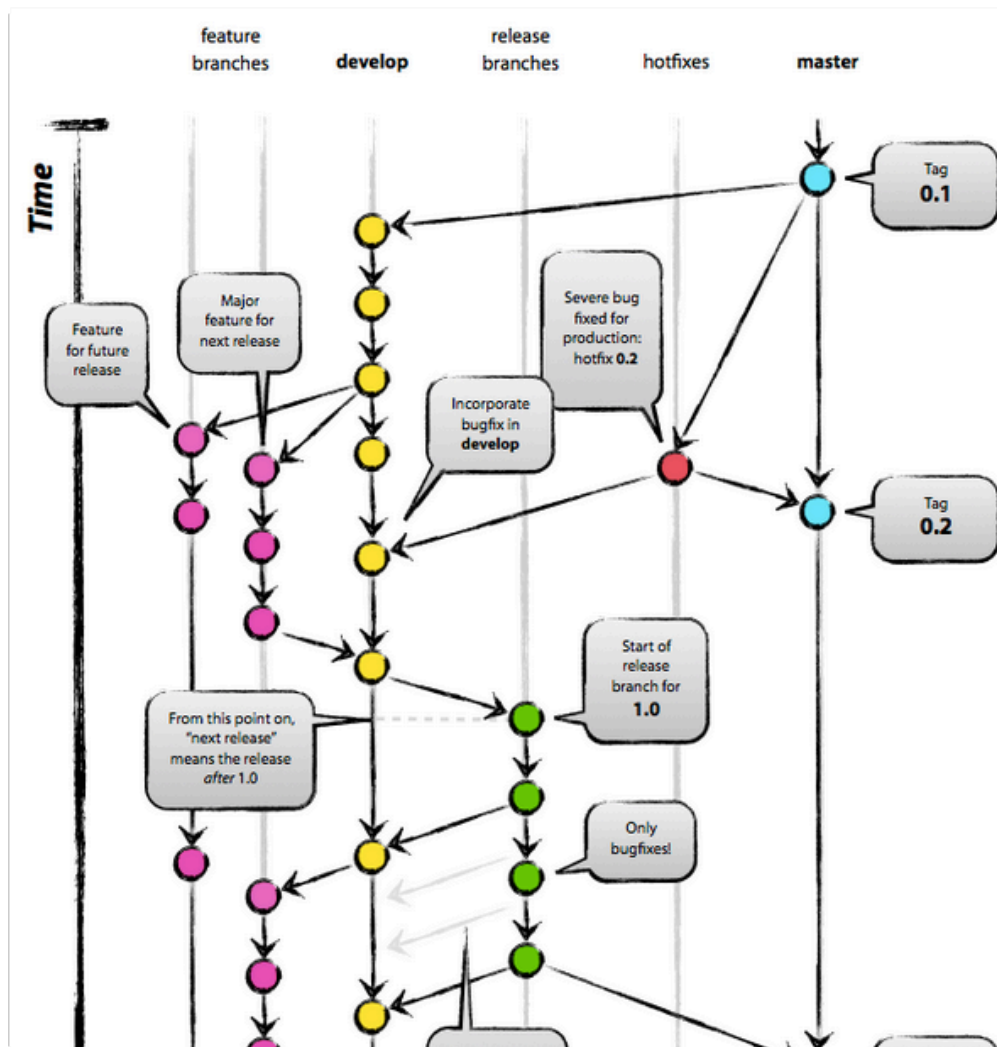 feature
branches
develop
release
branches
hotfixes
master
Time
Tag
0.1
Severe bug
fixed for
production:
hotfix 0.2
Major
feature for
next release
Feature
for future
release
Incorporate
bugfix in
develop
Tag
0.2
Start of
release
branch for
1.0
From this point on,
“next release”
means the release
after 1.0
Only
bugfixes!